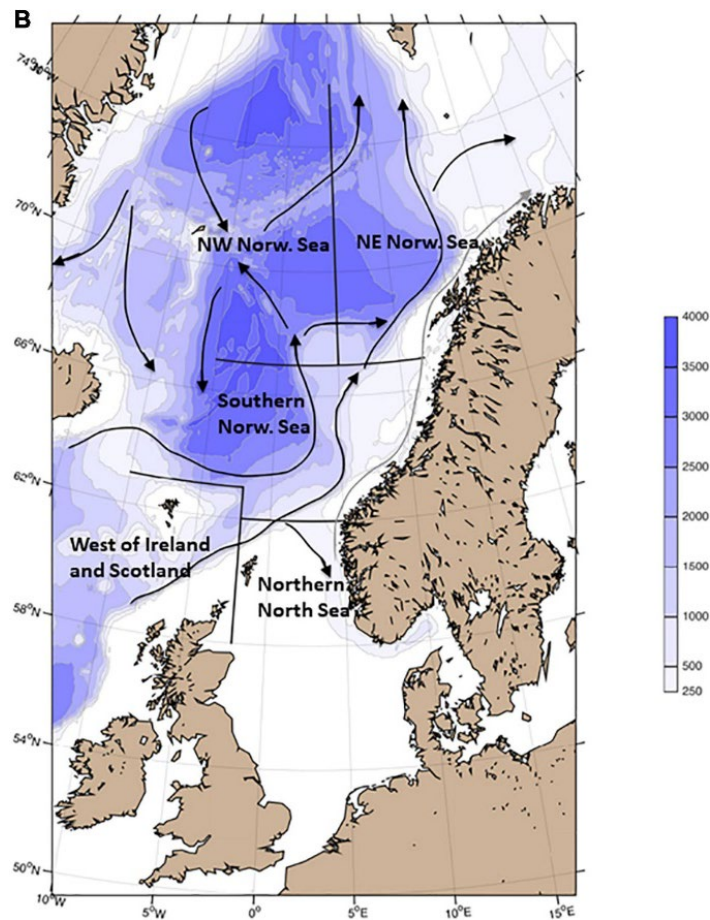 B
74°30'N
70°N
66°N
62°N
58°N
54°N
50°N
NW Norw. Sea
NE Norw. Sea
Southern
Norw. Sea
West of Ireland
and Scotland
Northern
North Sea
10°W
5°W
0°
5°E
10°E
15°E
4000
3500
3000
2500
2000
1500
1000
500
250